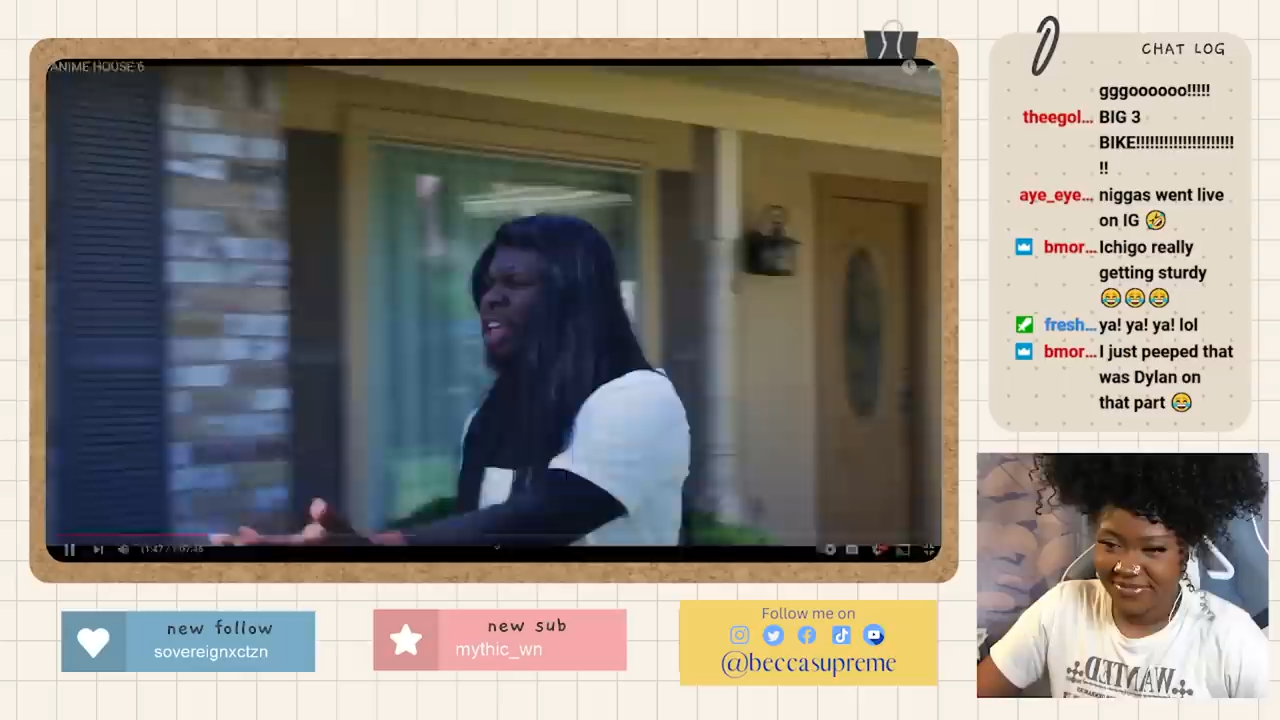 ANIME HOUSE 6
CHAT LOG
gggoooooo!!!!!
theegol... BIG 3
BIKE!!!!!!!!!!!!!!!!!!!!!!
!!
aye_eye... niggas went live
on IG 🤣
bmor... Ichigo really
getting sturdy
😂😂😂
fresh... ya! ya! ya! lol
bmor... I just peeped that
was Dylan on
that part 😂
new follow
sovereignxctzn
new sub
mythic_wn
Follow me on
@beccasupreme
WANTED